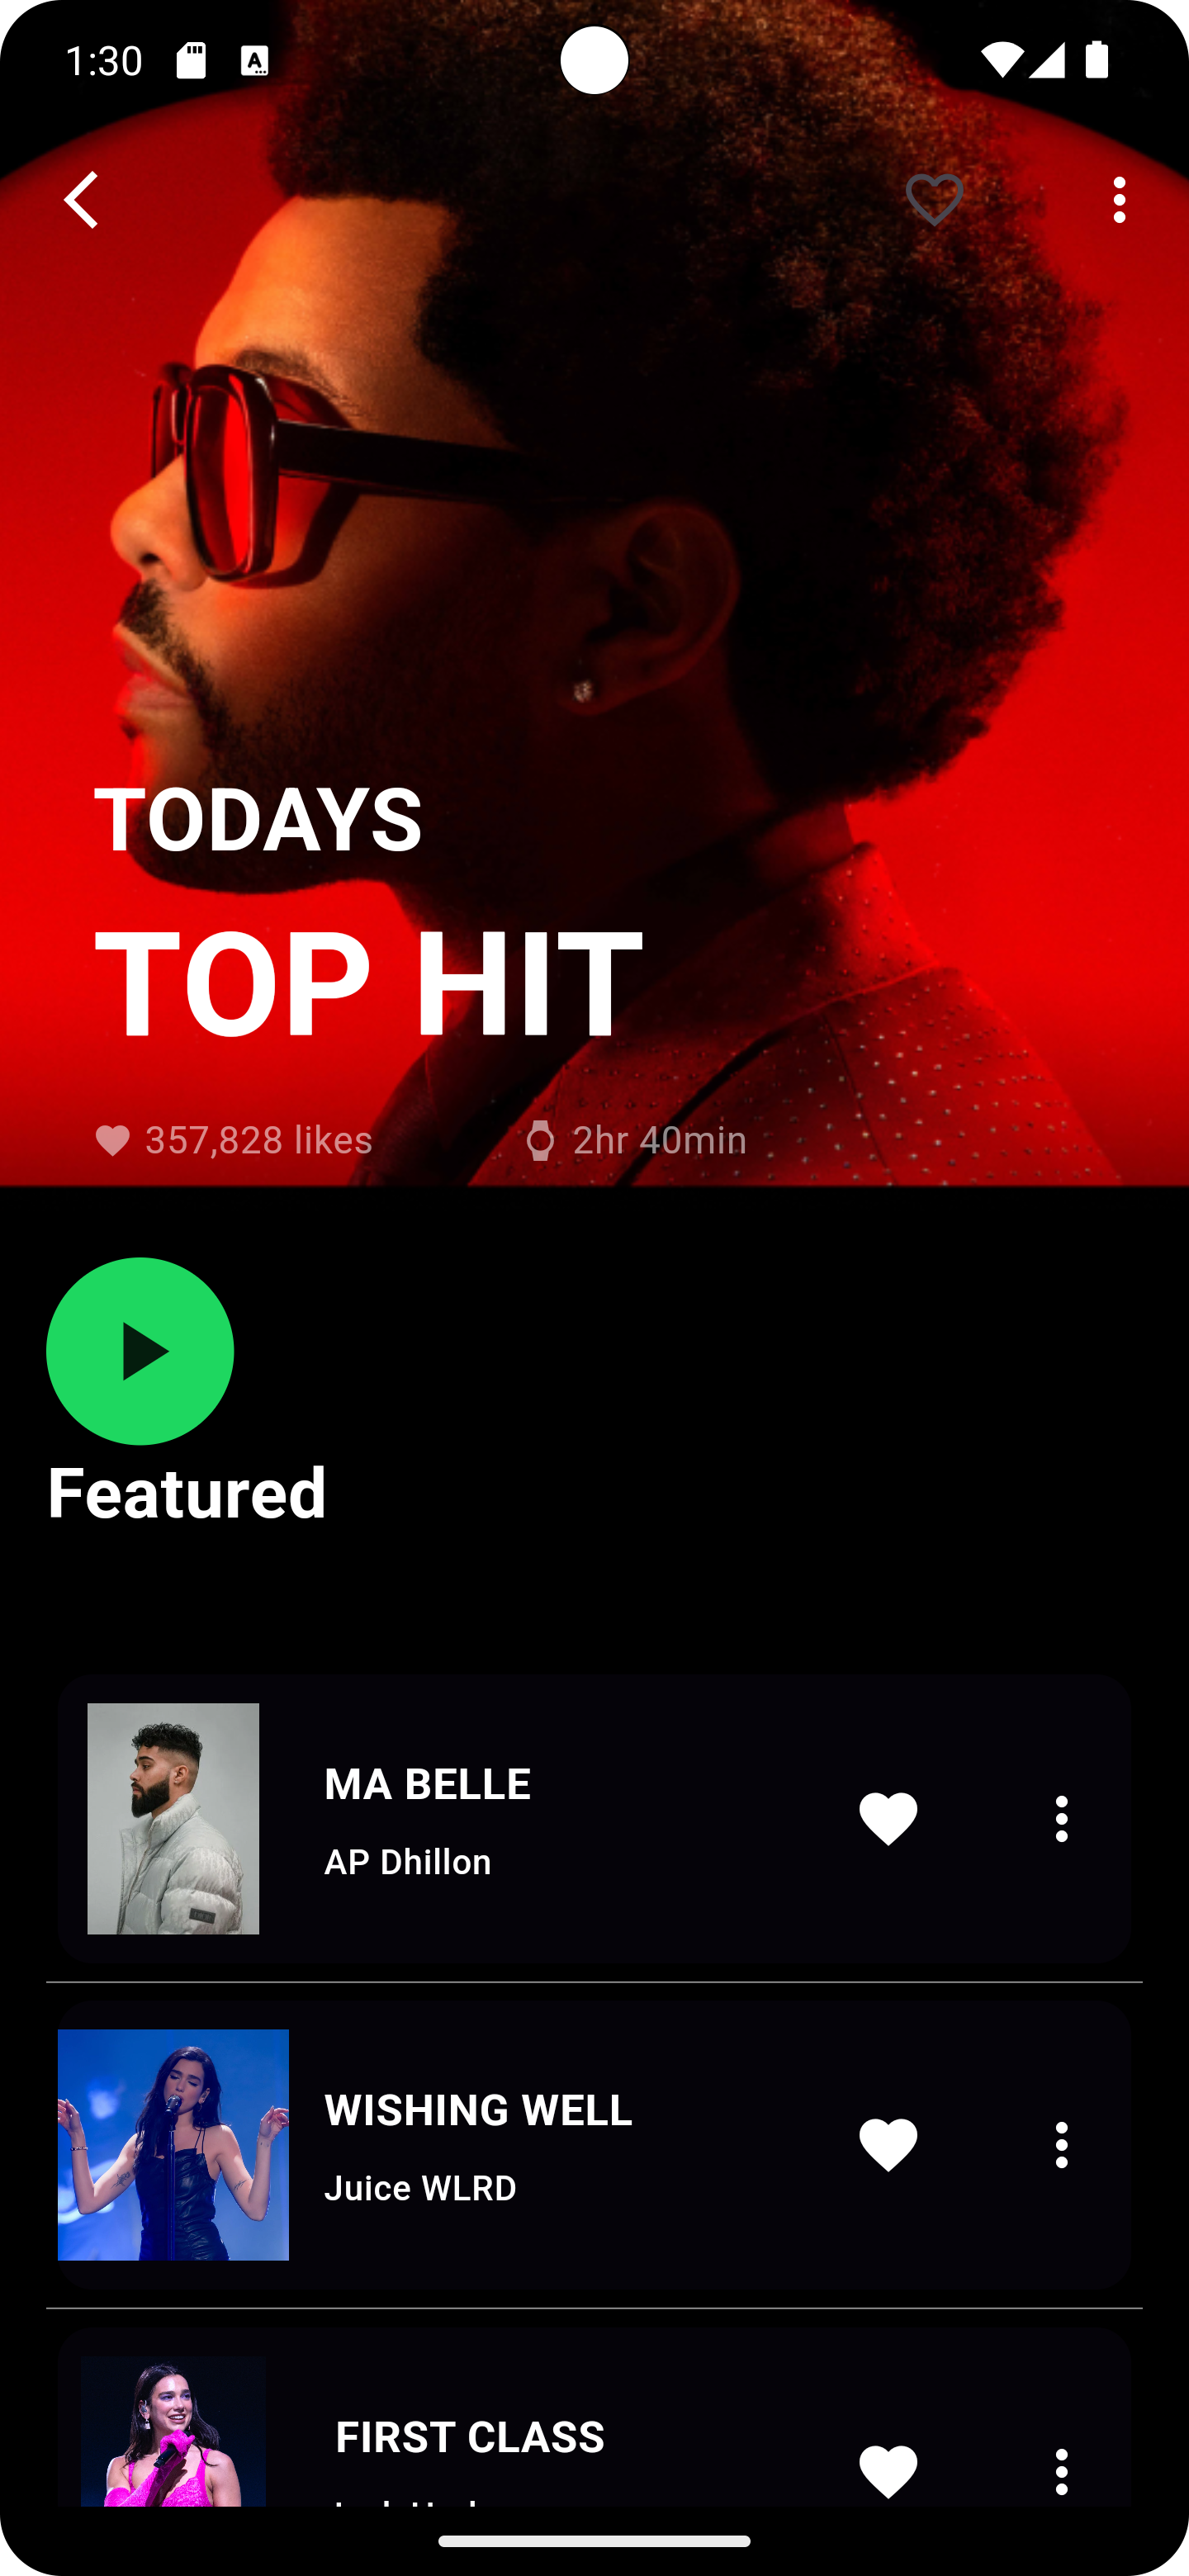 1:30
TODAYS
TOP HIT
357,828 likes 2hr 40min
Featured
MA BELLE
AP Dhillon
WISHING WELL
Juice WLRD
FIRST CLASS